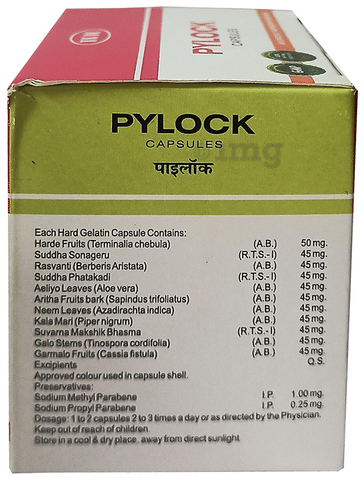 PYLOCK
CAPSULES
PYLOCK
CAPSULES
पाइलॉक
Each Hard Gelatin Capsule Contains:
Harde Fruits (Terminalia chebula) (A.B.) 50 mg.
Suddha Sonageru (R.T.S.- I) 45 mg.
Rasvanti (Berberis Aristata) (A.B.) 45 mg.
Suddha Phatakadi (R.T.S.- I) 45 mg.
Aeliyo Leaves (Aloe vera) (A.B.) 45 mg.
Aritha Fruits bark (Sapindus trifoliatus) (A.B.) 45 mg.
Neem Leaves (Azadirachta indica) (A.B.) 45 mg.
Kala Mari (Piper nigrum) (A.B.) 45 mg.
Suvarna Makshik Bhasma (R.T.S.- I) 45 mg.
Galo Stems (Tinospora cordifolia) (A.B.) 45 mg.
Garmalo Fruits (Cassia fistula) (A.B.) 45 mg.
Excipients Q.S.
Approved colour used in capsule shell.
Preservatives:
Sodium Methyl Parabene I.P. 1.00 mg.
Sodium Propyl Parabene I.P. 0.25 mg.
Dosage: 1 to 2 capsules 2 to 3 times a day or as directed by the Physician.
Keep out of reach of children.
Store in a cool & dry place, away from direct sunlight